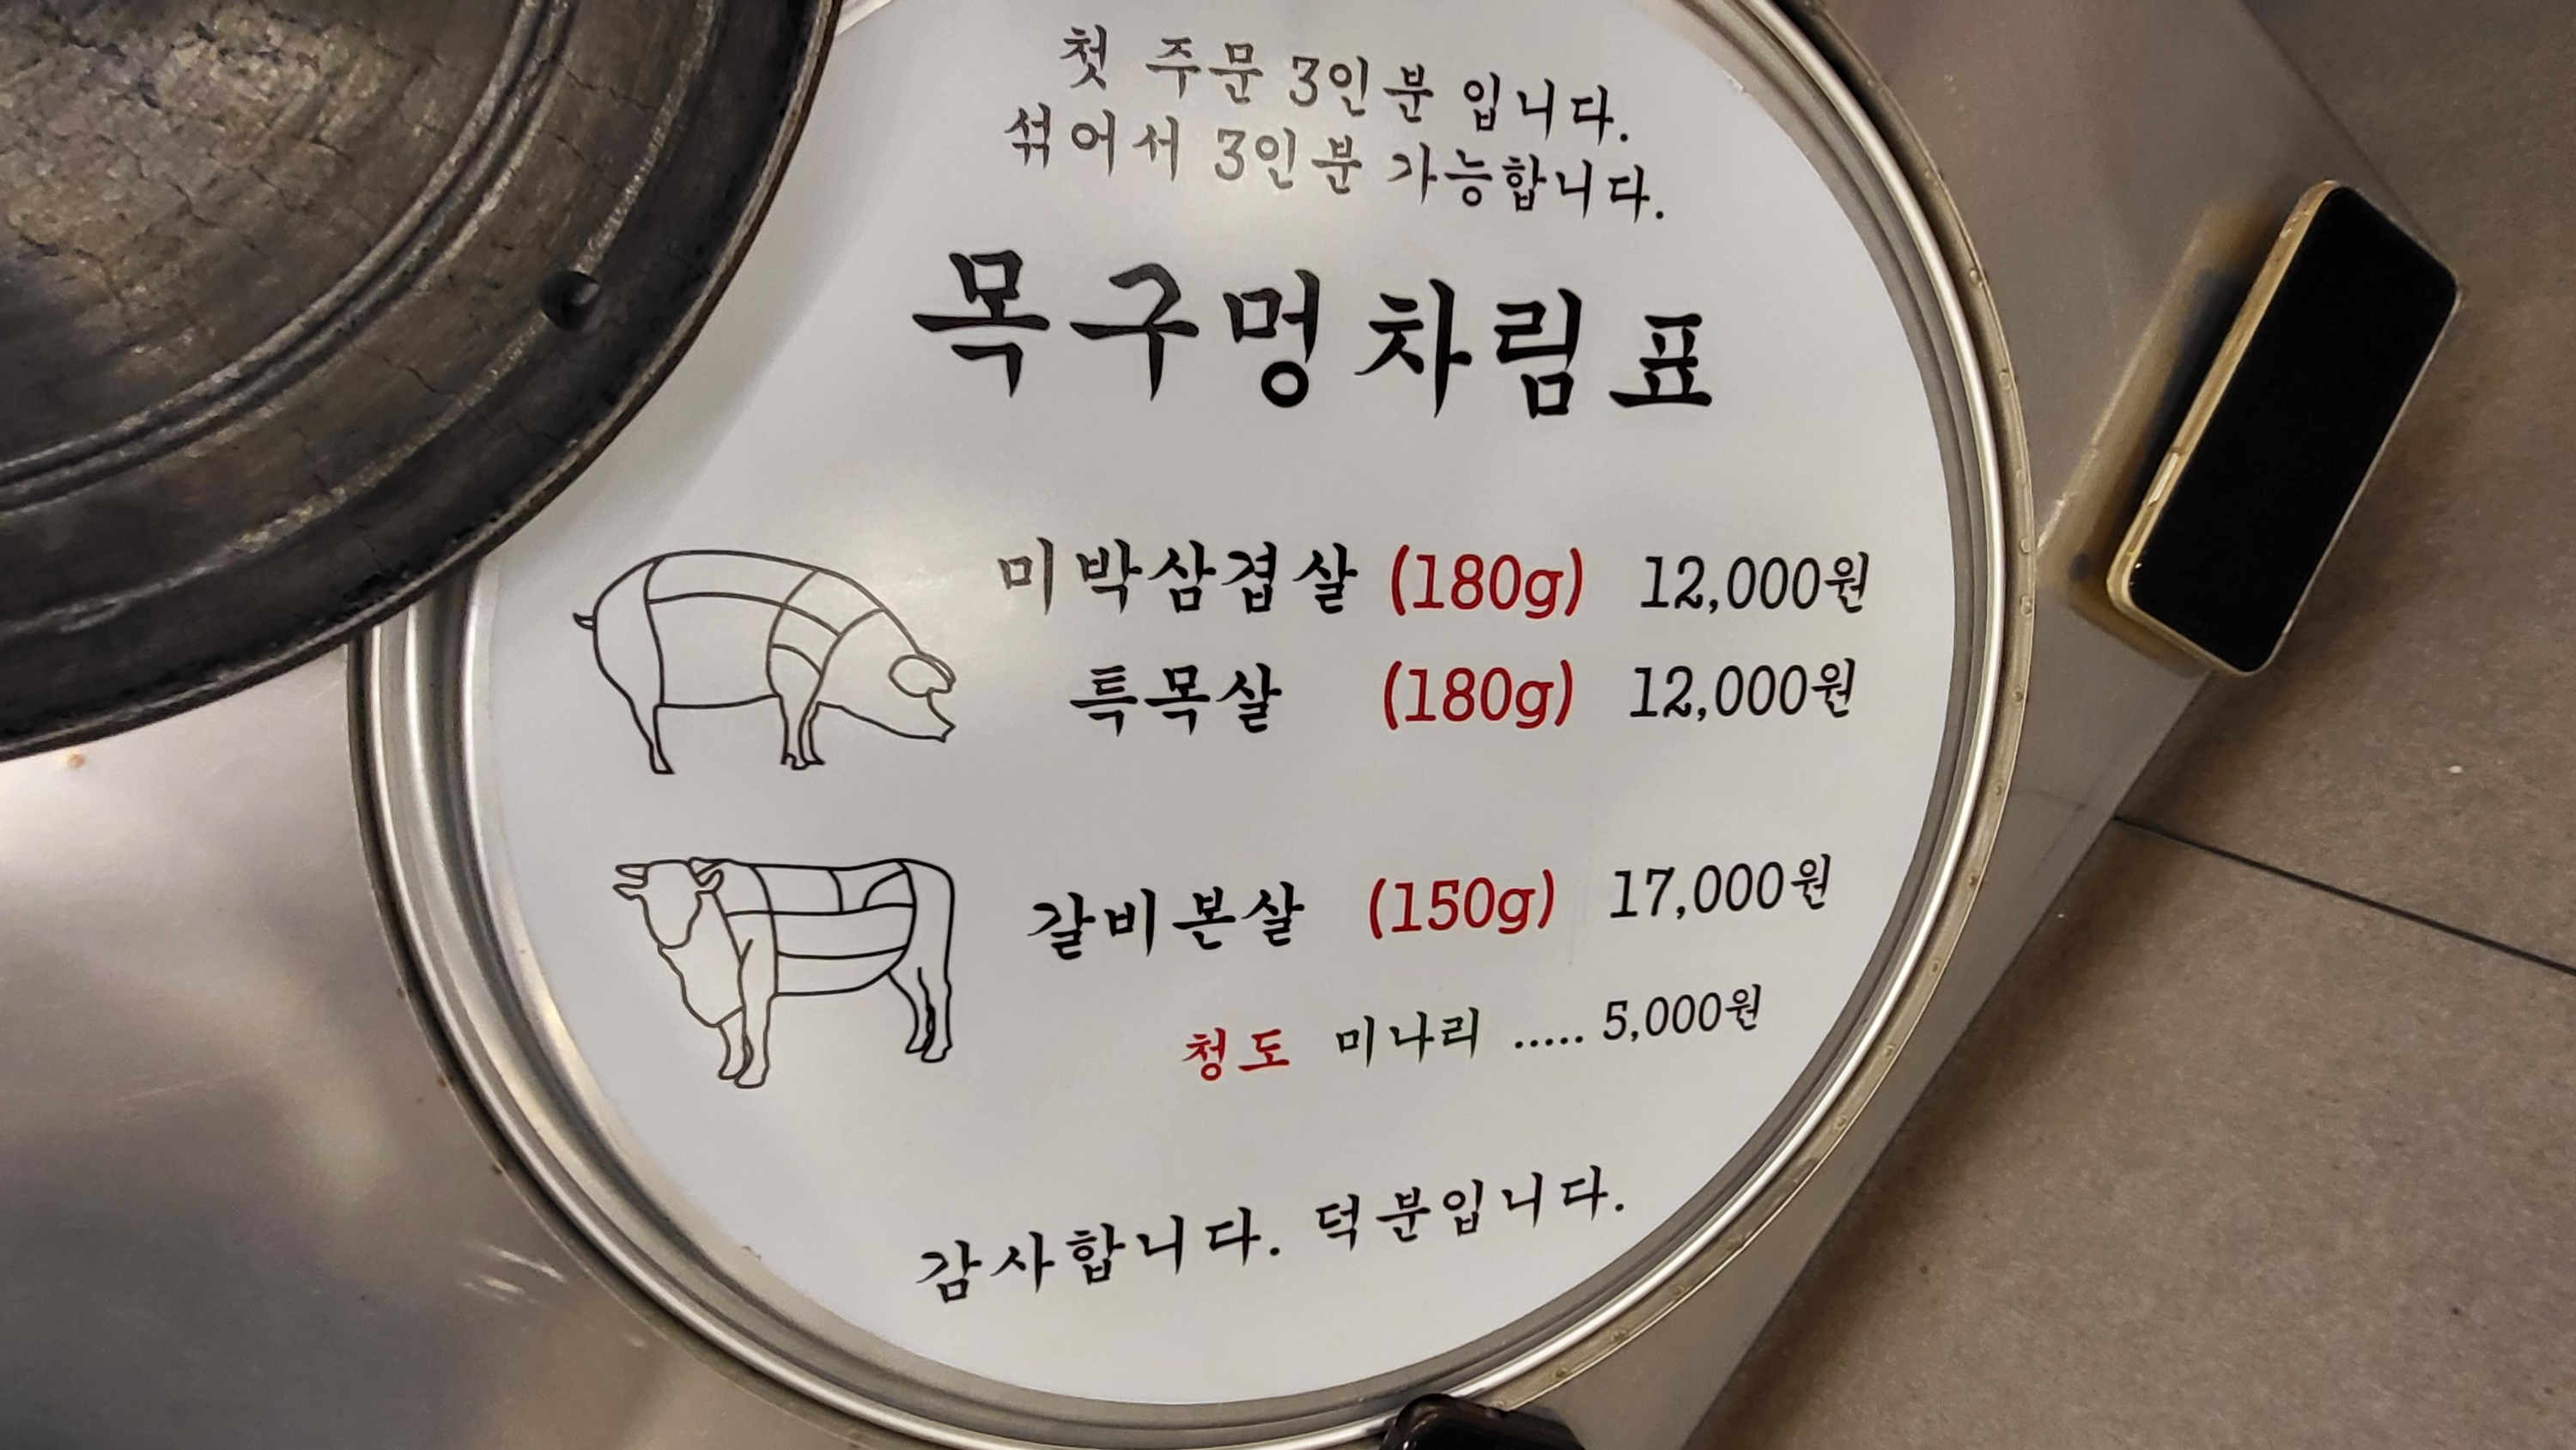 첫 주문 3인분 입니다.
섞어서 3인분 가능합니다.
목구멍 차림표
미박삼겹살 (180g) 12,000원
특목살 (180g) 12,000원
갈비본살 (150g) 17,000원
청도 미나리 ..... 5,000원
감사합니다. 덕분입니다.